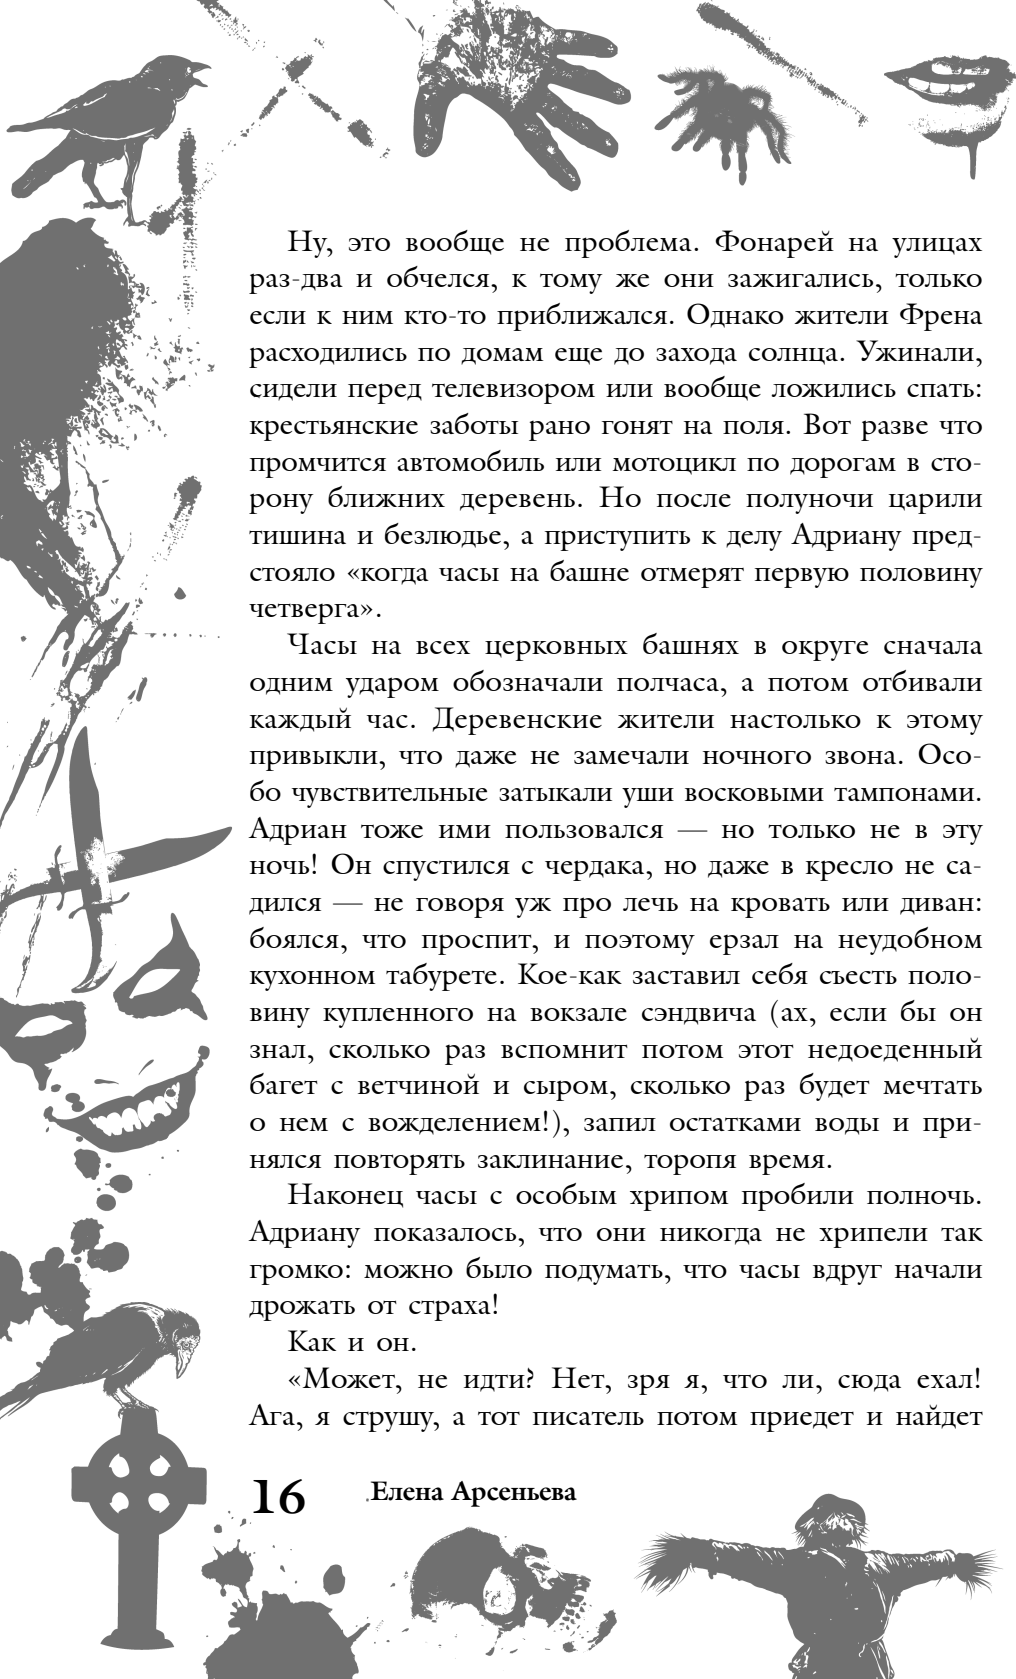 Ну, это вообще не проблема. Фонарей на улицах
раз-два и обчелся, к тому же они зажигались, только
если к ним кто-то приближался. Однако жители Френа
расходились по домам еще до захода солнца. Ужинали,
сидели перед телевизором или вообще ложились спать:
крестьянские заботы рано гонят на поля. Вот разве что
промчится автомобиль или мотоцикл по дорогам в сто-
рону ближних деревень. Но после полуночи царили
тишина и безлюдье, а приступить к делу Адриану пред-
стояло «когда часы на башне отмерят первую половину
четверга».
Часы на всех церковных башнях в округе сначала
одним ударом обозначали полчаса, а потом отбивали
каждый час. Деревенские жители настолько к этому
привыкли, что даже не замечали ночного звона. Осо-
бо чувствительные затыкали уши восковыми тампонами.
Адриан тоже ими пользовался — но только не в эту
ночь! Он спустился с чердака, но даже в кресло не са-
дился — не говоря уж про лечь на кровать или диван:
боялся, что проспит, и поэтому ерзал на неудобном
кухонном табурете. Кое-как заставил себя съесть поло-
вину купленного на вокзале сэндвича (ах, если бы он
знал, сколько раз вспомнит потом этот недоеденный
багет с ветчиной и сыром, сколько раз будет мечтать
о нем с вожделением!), запил остатками воды и при-
нялся повторять заклинание, торопя время.
Наконец часы с особым хрипом пробили полночь.
Адриану показалось, что они никогда не хрипели так
громко: можно было подумать, что часы вдруг начали
дрожать от страха!
Как и он.
«Может, не идти? Нет, зря я, что ли, сюда ехал!
Ага, я струшу, а тот писатель потом приедет и найдет
16 Елена Арсеньева